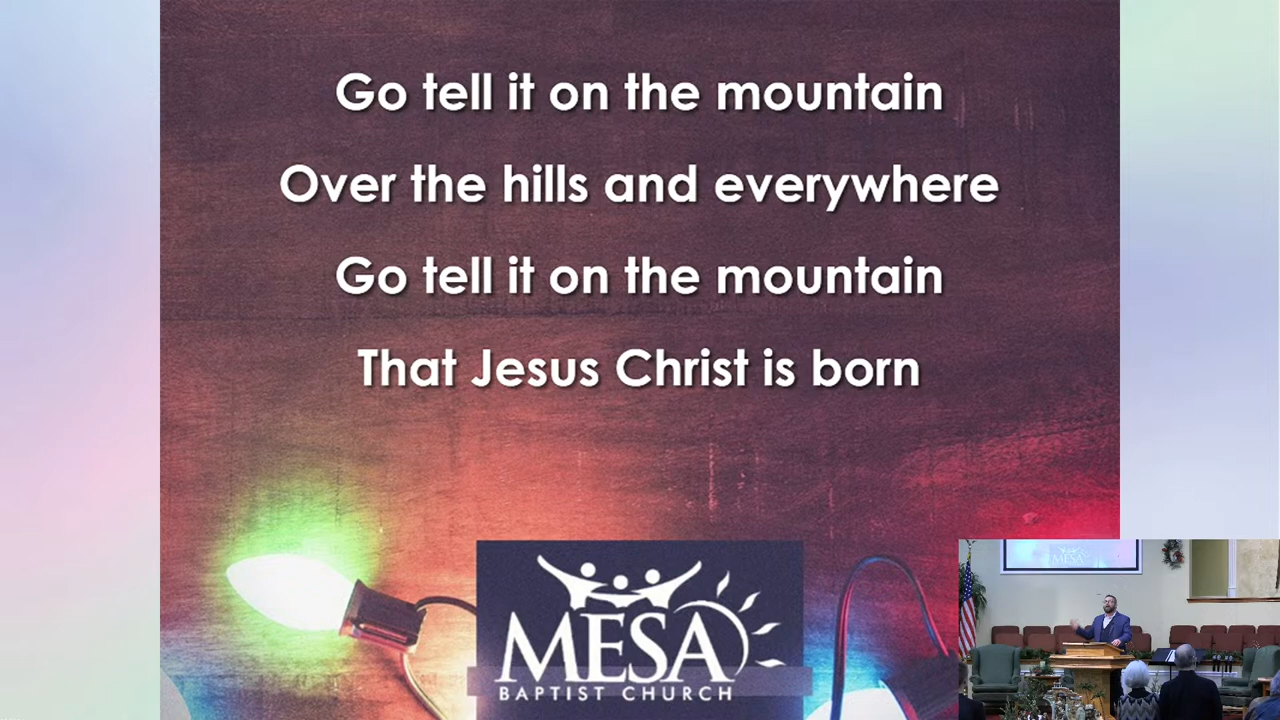 Go tell it on the mountain
Over the hills and everywhere
Go tell it on the mountain
That Jesus Christ is born
MESA
BAPTIST CHURCH
MESA